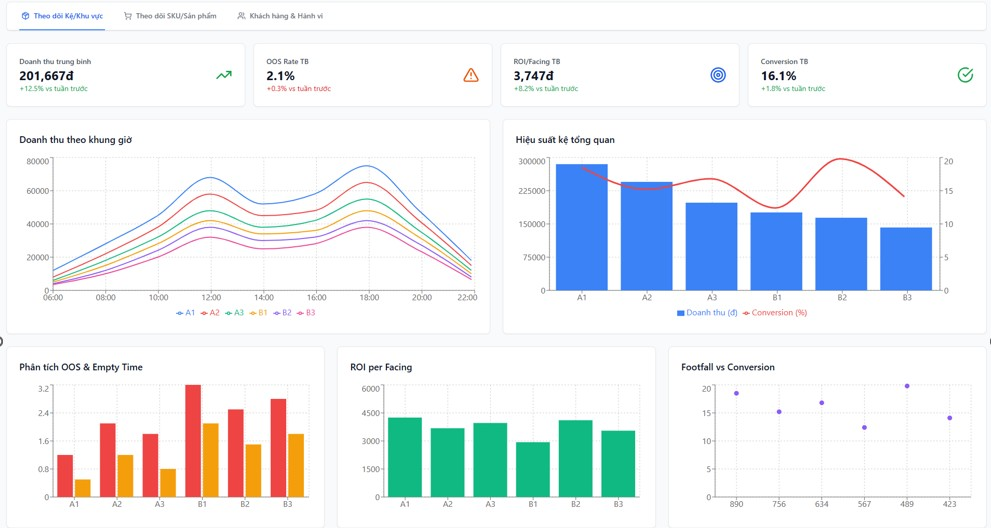 Theo dõi Kệ/Khu vực
Theo dõi SKU/Sản phẩm
Khách hàng & Hành vi
Doanh thu trung bình
201,667đ
+12.5% vs tuần trước
OOS Rate TB
2.1%
+0.3% vs tuần trước
ROI/Facing TB
3,747đ
+8.2% vs tuần trước
Conversion TB
16.1%
+1.8% vs tuần trước
Doanh thu theo khung giờ
80000
60000
40000
20000
0
06:00 08:00 10:00 12:00 14:00 16:00 18:00 20:00 22:00
A1 A2 A3 B1 B2 B3
Hiệu suất kệ tổng quan
300000
225000
150000
75000
0
20
15
10
5
0
A1 A2 A3 B1 B2 B3
Doanh thu (đ) Conversion (%)
Phân tích OOS & Empty Time
3.2
2.4
1.6
0.8
0
A1 A2 A3 B1 B2 B3
ROI per Facing
6000
4500
3000
1500
0
A1 A2 A3 B1 B2 B3
Footfall vs Conversion
20
15
10
5
0
890 756 634 567 489 423